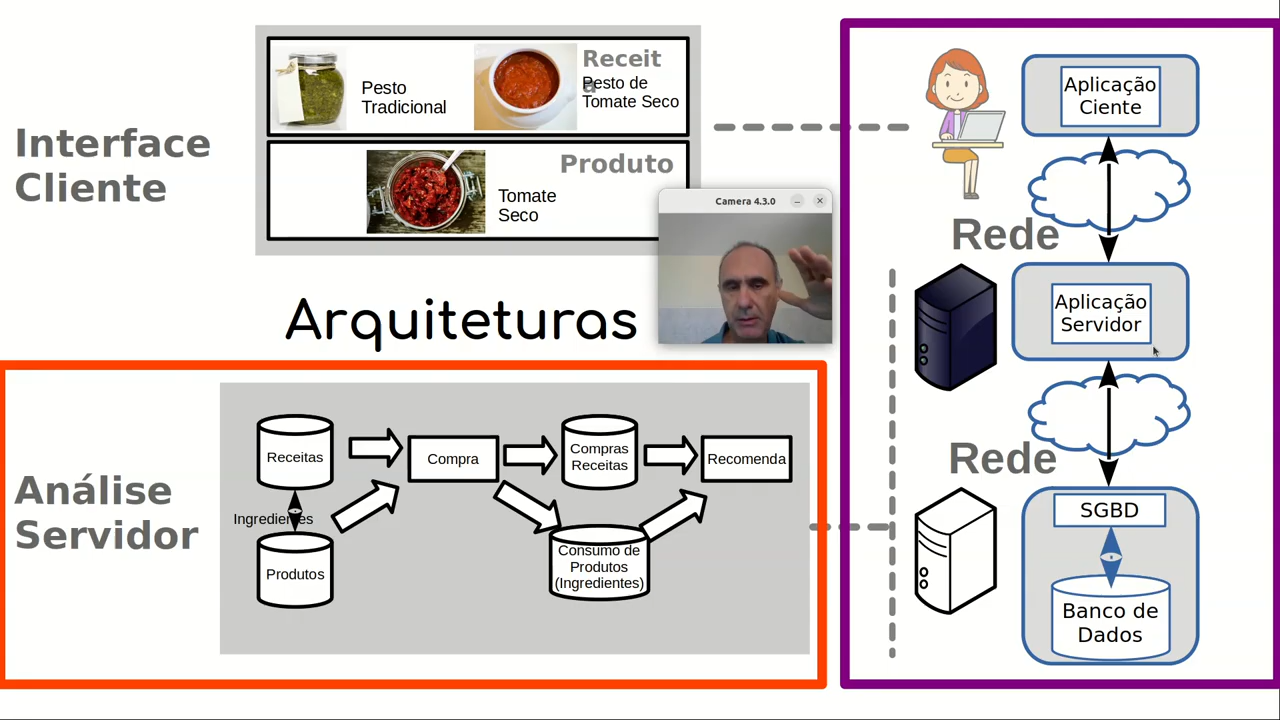 Interface
Cliente
Pesto
Tradicional
Receit
a
Pesto de
Tomate Seco
Produto
Tomate
Seco
Camera 4.3.0
Arquiteturas
Análise
Servidor
Receitas
Ingredientes
Produtos
Compra
Compras
Receitas
Consumo de
Produtos
(Ingredientes)
Recomenda
Aplicação
Ciente
Rede
Aplicação
Servidor
Rede
SGBD
Banco de
Dados